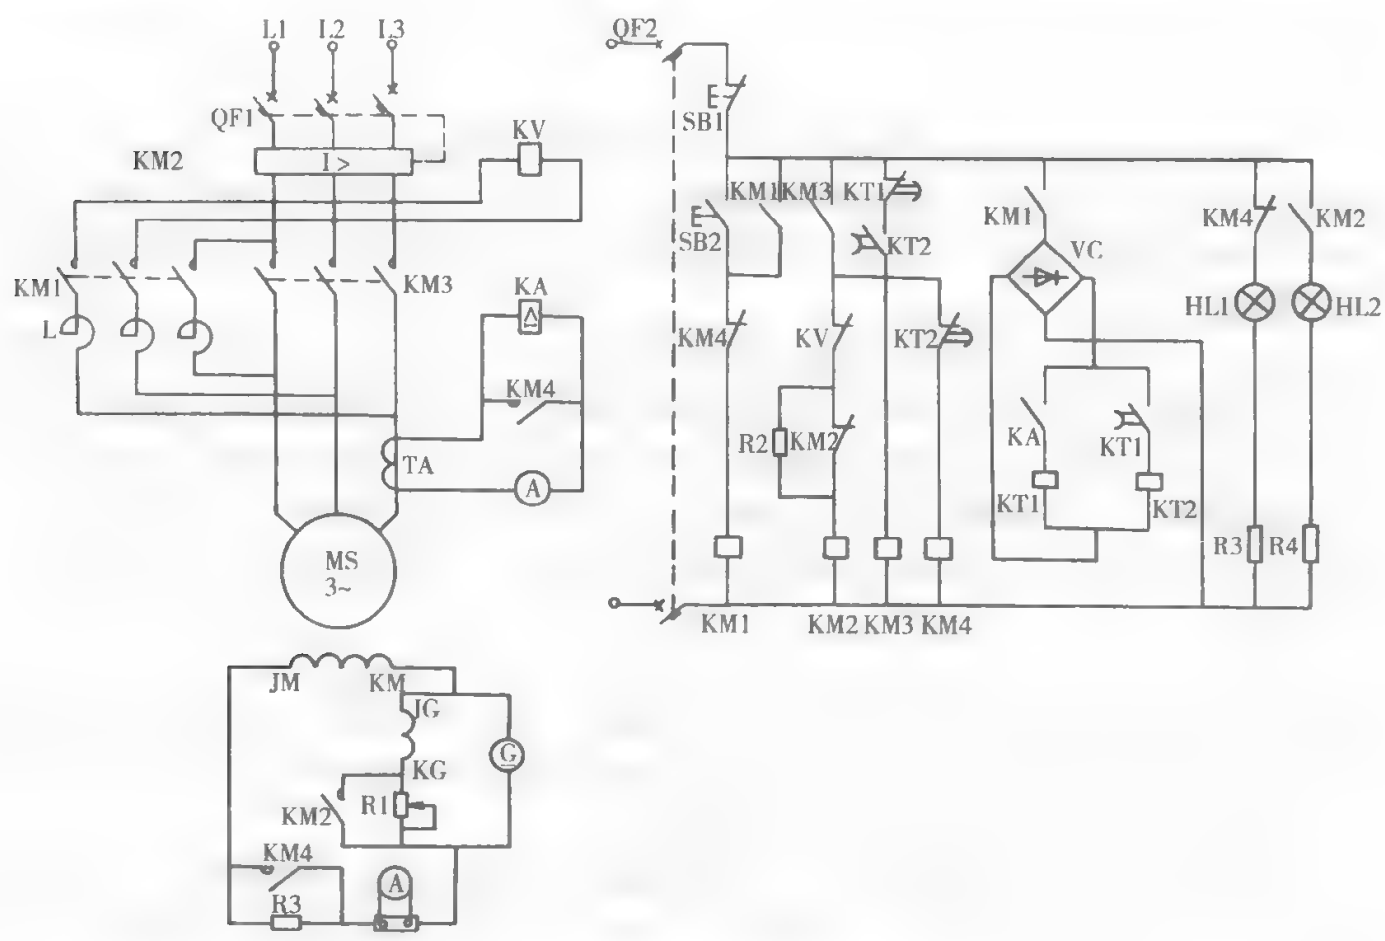 L1 L2 L3
QF1
I >
KM2
KV
KM1
KM3
L
KA
KM4
TA
A
MS
3~
JM KM
JG
G
KG
KM2 R1
KM4
A
R3
QF2
SB1
KM1 KM3 KT1
SB2 KT2
KM1 VC
KM4 KM2
HL1 HL2
KM4 KV KT2
R2 KM2
KA KT1
KT1 KT2
R3 R4
KM1 KM2 KM3 KM4